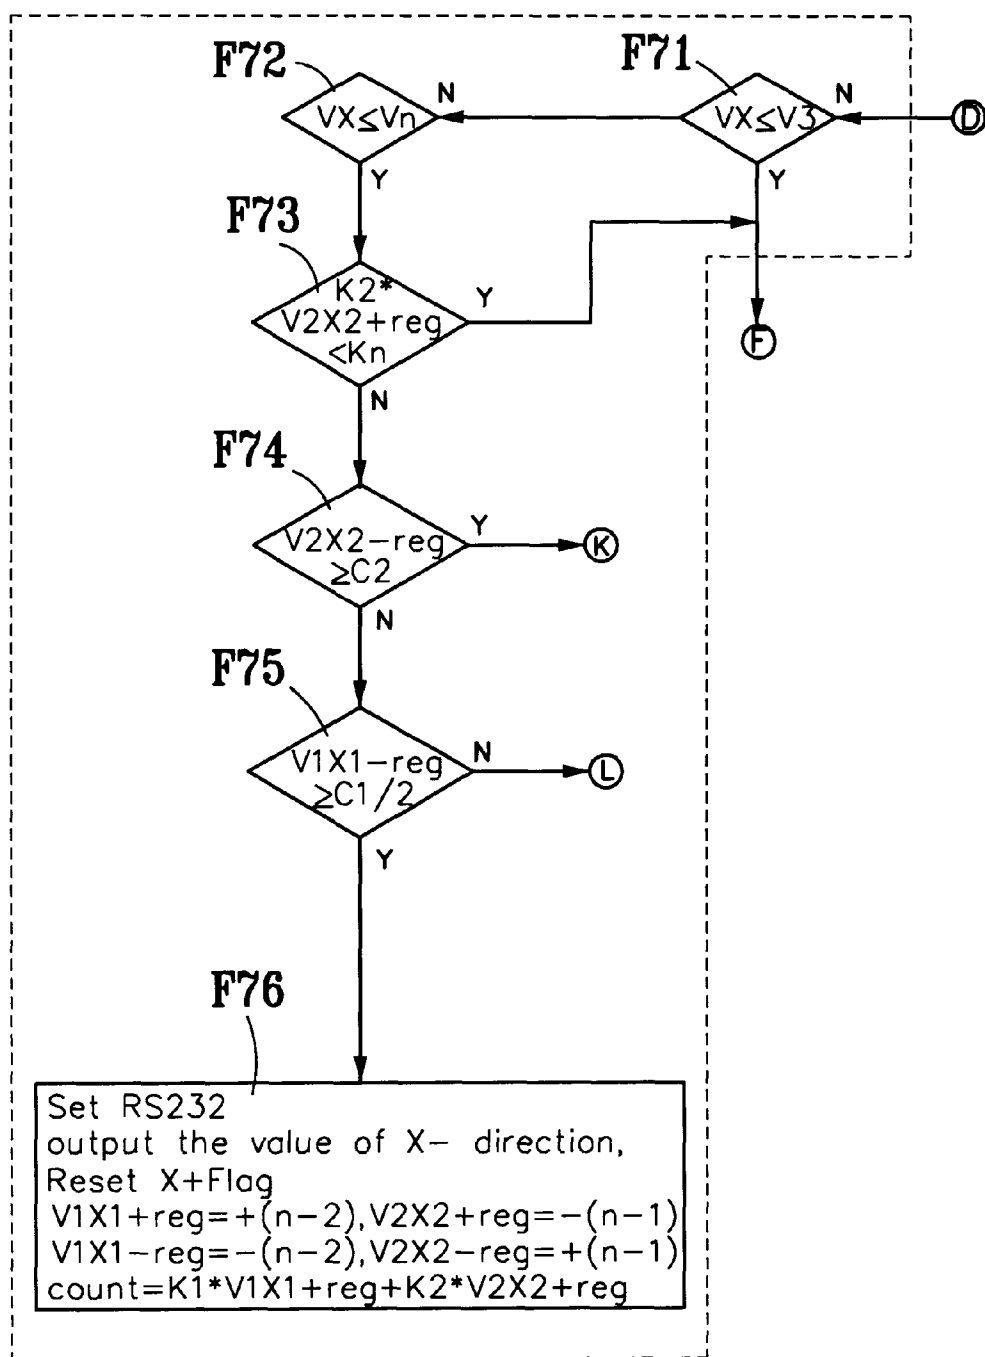 F72
F71
N
N
D
VX≤Vn
VX≤V3
Y
Y
F73
K2*
V2X2+reg
<Kn
Y
F
N
F74
V2X2-reg
≥C2
Y
K
N
F75
V1X1-reg
≥C1/2
N
L
Y
F76
Set RS232
output the value of X- direction,
Reset X+Flag
V1X1+reg=+(n-2),V2X2+reg=-(n-1)
V1X1-reg=-(n-2),V2X2-reg=+(n-1)
count=K1*V1X1+reg+K2*V2X2+reg